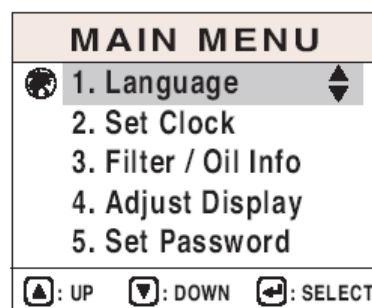 MAIN MENU
1. Language
2. Set Clock
3. Filter / Oil Info
4. Adjust Display
5. Set Password
: UP : DOWN : SELECT